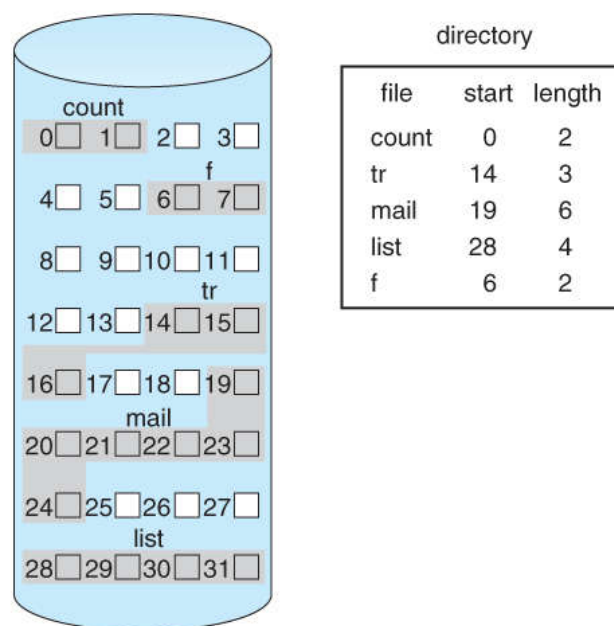 count
0 1 2 3
f
4 5 6 7
8 9 10 11
tr
12 13 14 15
16 17 18 19
mail
20 21 22 23
24 25 26 27
list
28 29 30 31
directory
file start length
count 0 2
tr 14 3
mail 19 6
list 28 4
f 6 2